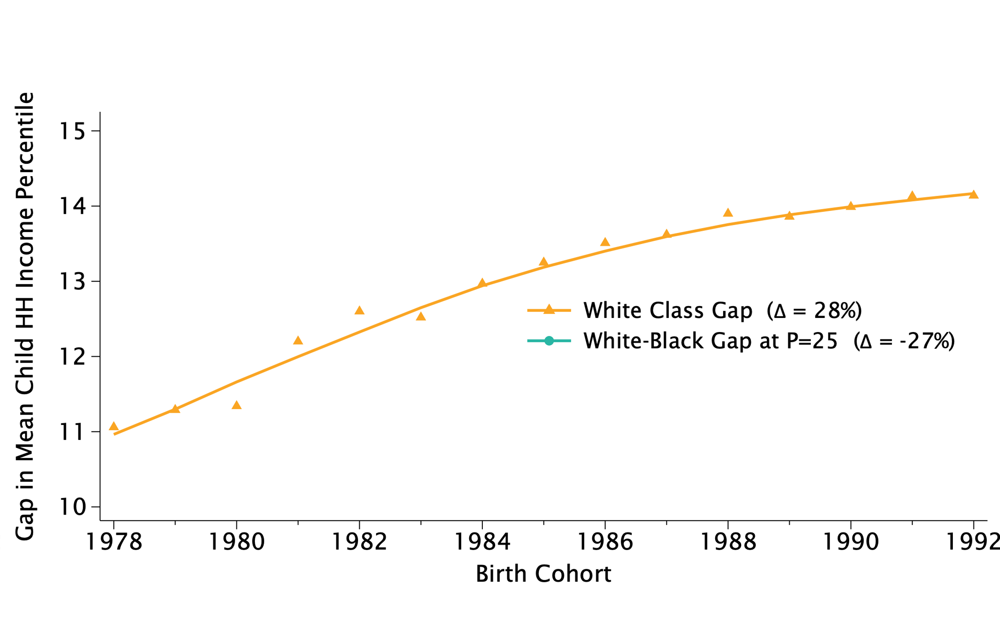 Gap in Mean Child HH Income Percentile
15
14
13
12
11
10
White Class Gap (Δ = 28%)
White-Black Gap at P=25 (Δ = -27%)
1978 1980 1982 1984 1986 1988 1990 1992
Birth Cohort